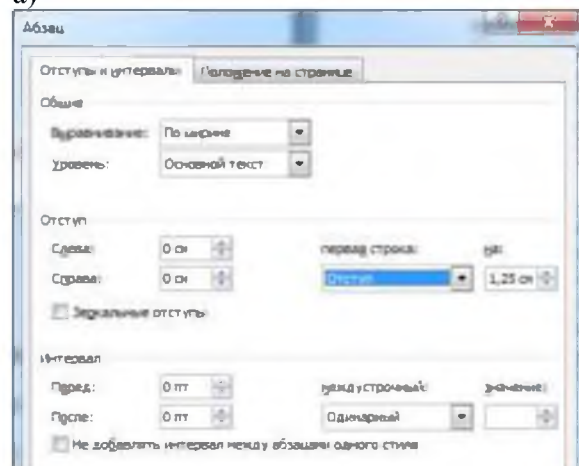 а)
Абзац
Отступы и интервалы Положение на странице
Общие
Выравнивание: По ширине
Уровень: Основной текст
Отступ
Слева: 0 см первая строка: на:
Справа: 0 см Отступ 1,25 см
Зеркальные отступы
Интервал
Перед: 0 пт междустрочный: значение:
После: 0 пт Одинарный
Не добавлять интервал между абзацами одного стиля